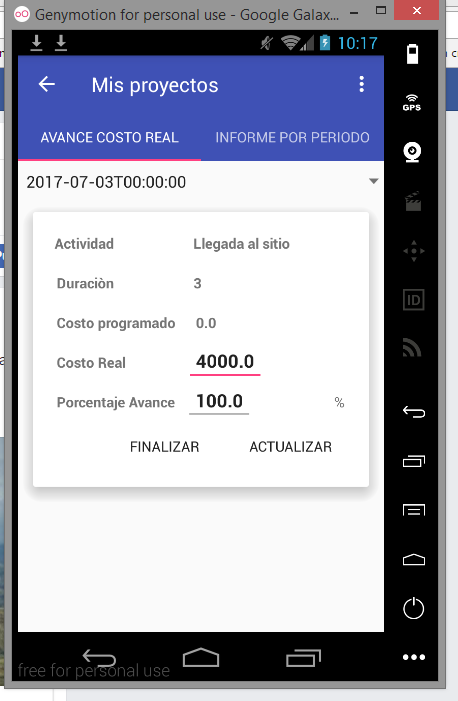 Genymotion for personal use - Google Galax...
10:17
Mis proyectos
GPS
AVANCE COSTO REAL INFORME POR PERIODO
2017-07-03T00:00:00
Actividad Llegada al sitio
Duraciòn 3
ID
Costo programado 0.0
Costo Real 4000.0
Porcentaje Avance 100.0 %
FINALIZAR ACTUALIZAR
free for personal use